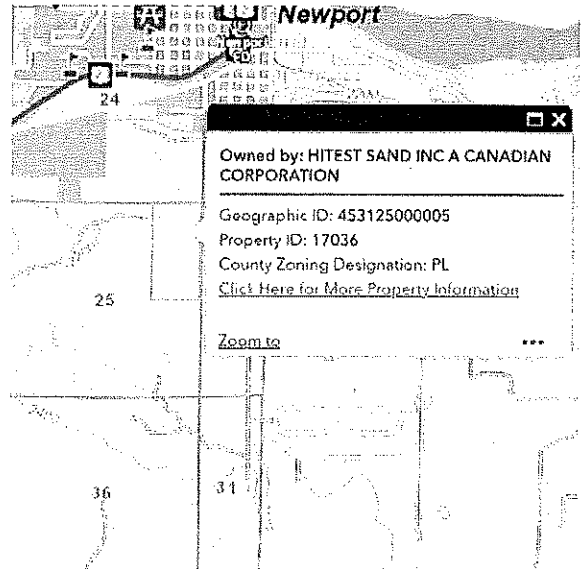 Newport
24
Owned by: HITEST SAND INC A CANADIAN
CORPORATION
Geographic ID: 453125000005
Property ID: 17036
County Zoning Designation: PL
Click Here for More Property Information
25
Zoom to
36
31